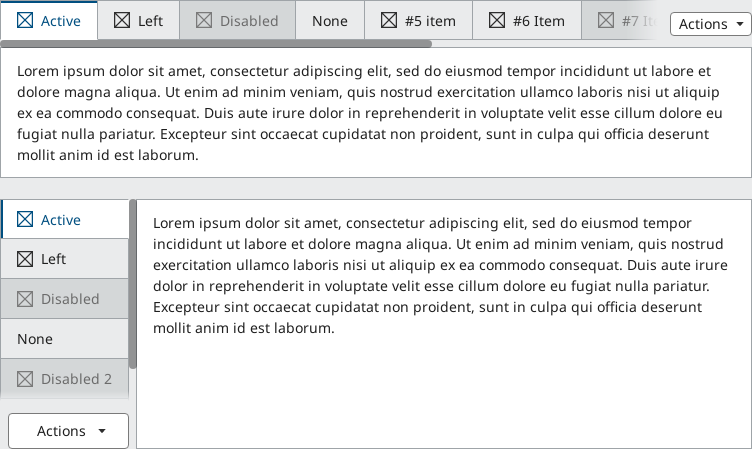 Active
Left
Disabled
None
#5 item
#6 Item
#7
Actions
Lorem ipsum dolor sit amet, consectetur adipiscing elit, sed do eiusmod tempor incididunt ut labore et
dolore magna aliqua. Ut enim ad minim veniam, quis nostrud exercitation ullamco laboris nisi ut aliquip
ex ea commodo consequat. Duis aute irure dolor in reprehenderit in voluptate velit esse cillum dolore eu
fugiat nulla pariatur. Excepteur sint occaecat cupidatat non proident, sunt in culpa qui officia deserunt
mollit anim id est laborum.
Active
Left
Disabled
None
Disabled 2
Actions
Lorem ipsum dolor sit amet, consectetur adipiscing elit, sed do eiusmod tempor
incididunt ut labore et dolore magna aliqua. Ut enim ad minim veniam, quis nostrud
exercitation ullamco laboris nisi ut aliquip ex ea commodo consequat. Duis aute irure
dolor in reprehenderit in voluptate velit esse cillum dolore eu fugiat nulla pariatur.
Excepteur sint occaecat cupidatat non proident, sunt in culpa qui officia deserunt
mollit anim id est laborum.